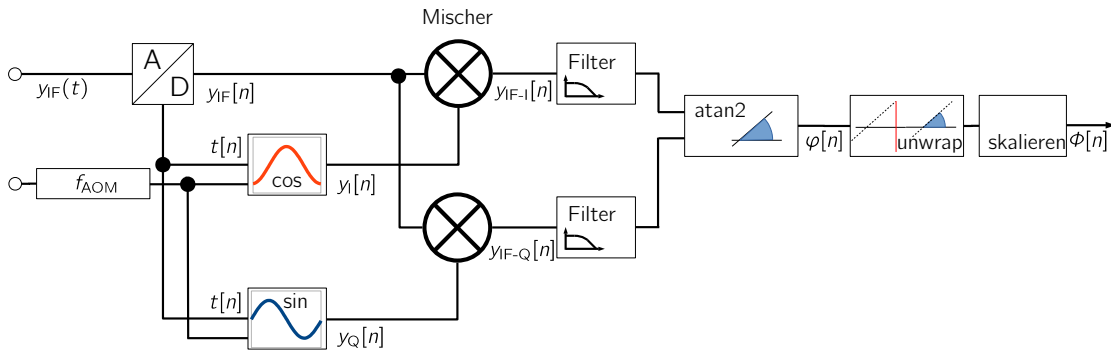 Mischer
A
D
Filter
y_IF(t)
y_IF[n]
y_IF-I[n]
atan2
t[n]
cos
y_I[n]
f_AOM
φ[n]
unwrap
skalieren
Φ[n]
Filter
y_IF-Q[n]
t[n]
sin
y_Q[n]